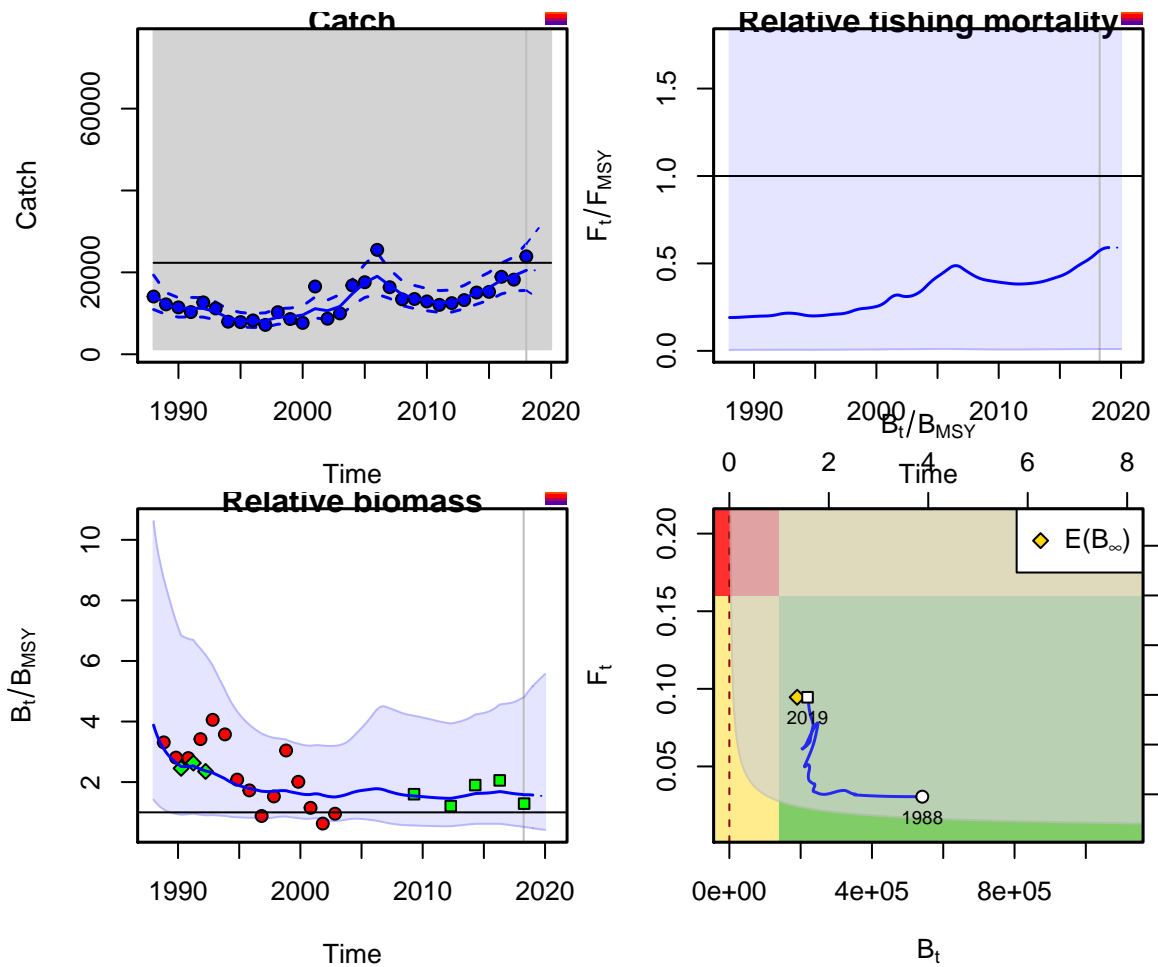 Catch
Catch
0
20000
60000
1990
2000
2010
2020
Time
Relative fishing mortality
Ft/FMSY
0.0
0.5
1.0
1.5
1990
2000
2010
2020
Time
Relative biomass
Bt/BMSY
2
4
6
8
10
1990
2000
2010
2020
Time
Bt/BMSY
0
2
4
6
8
Ft
0.05
0.10
0.15
0.20
E(B∞)
2019
1988
0e+00
4e+05
8e+05
Bt